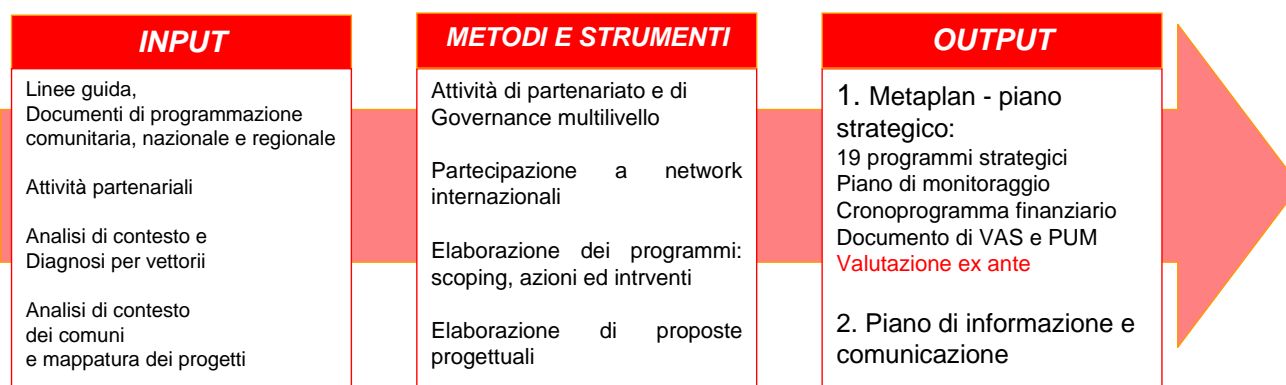 INPUT
Linee guida,
Documenti di programmazione
comunitaria, nazionale e regionale
Attività partenariali
Analisi di contesto e
Diagnosi per vettorii
Analisi di contesto
dei comuni
e mappatura dei progetti
METODI E STRUMENTI
Attività di partenariato e di
Governance multilivello
Partecipazione a network
internazionali
Elaborazione dei programmi:
scoping, azioni ed intrventi
Elaborazione di proposte
progettuali
OUTPUT
1. Metaplan - piano
strategico:
19 programmi strategici
Piano di monitoraggio
Cronoprogramma finanziario
Documento di VAS e PUM
Valutazione ex ante
2. Piano di informazione e
comunicazione